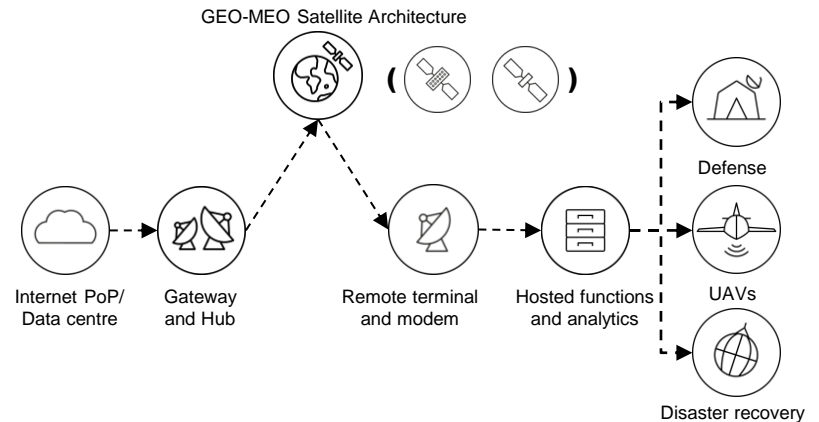 GEO-MEO Satellite Architecture
( )
Defense
Internet PoP/
Data centre
Gateway
and Hub
Remote terminal
and modem
Hosted functions
and analytics
UAVs
Disaster recovery